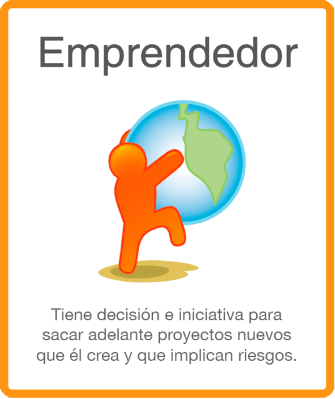 Emprendedor
Tiene decisión e iniciativa para
sacar adelante proyectos nuevos
que él crea y que implican riesgos.